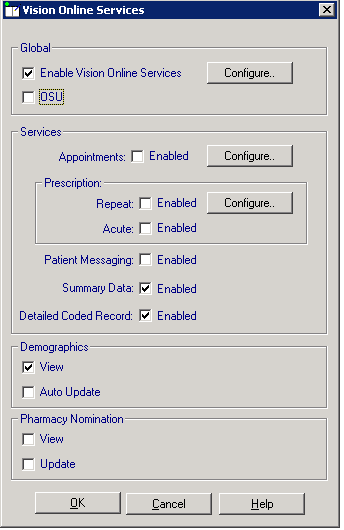 Vision Online Services
Global
Enable Vision Online Services
Configure..
OSU
Services
Appointments: Enabled
Configure..
Prescription:
Repeat: Enabled
Configure..
Acute: Enabled
Patient Messaging: Enabled
Summary Data: Enabled
Detailed Coded Record: Enabled
Demographics
View
Auto Update
Pharmacy Nomination
View
Update
OK
Cancel
Help